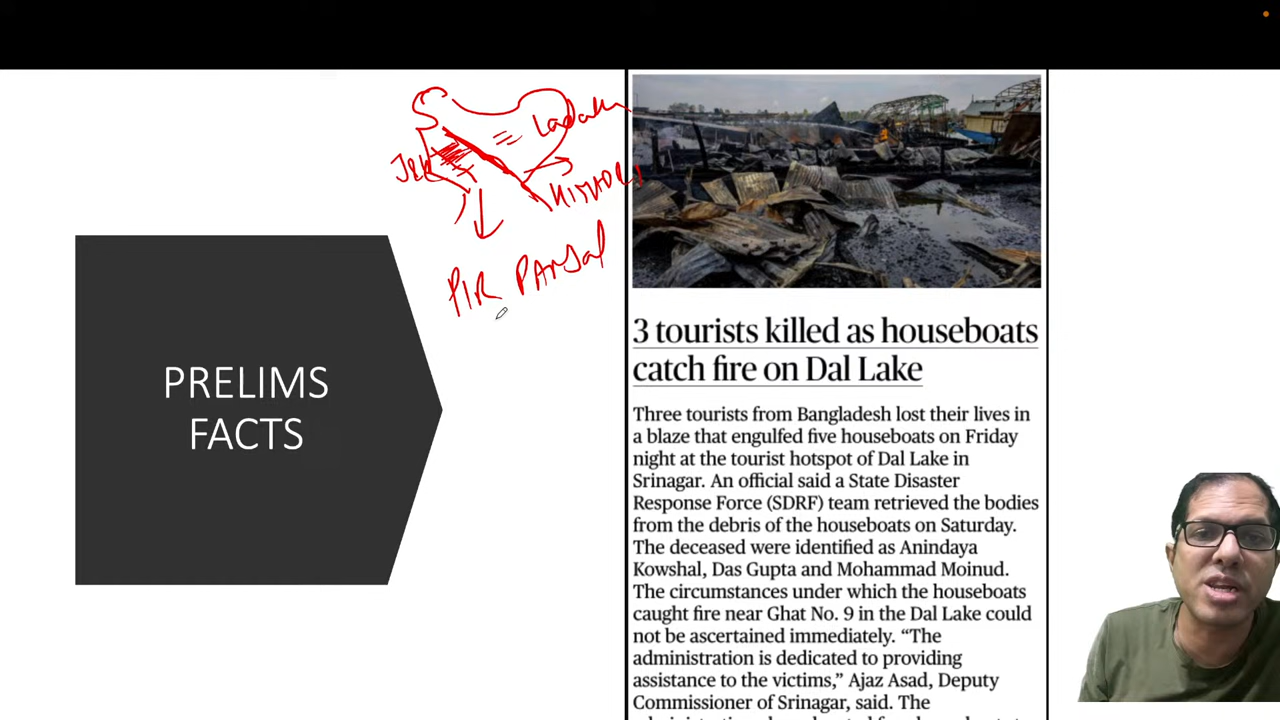 PRELIMS
FACTS
Ladakh
J&K
PIR PANJAL
3 tourists killed as houseboats
catch fire on Dal Lake
Three tourists from Bangladesh lost their lives in
a blaze that engulfed five houseboats on Friday
night at the tourist hotspot of Dal Lake in
Srinagar. An official said a State Disaster
Response Force (SDRF) team retrieved the bodies
from the debris of the houseboats on Saturday.
The deceased were identified as Anindaya
Kowshal, Das Gupta and Mohammad Moinud.
The circumstances under which the houseboats
caught fire near Ghat No. 9 in the Dal Lake could
not be ascertained immediately. “The
administration is dedicated to providing
assistance to the victims,” Ajaz Asad, Deputy
Commissioner of Srinagar, said. The